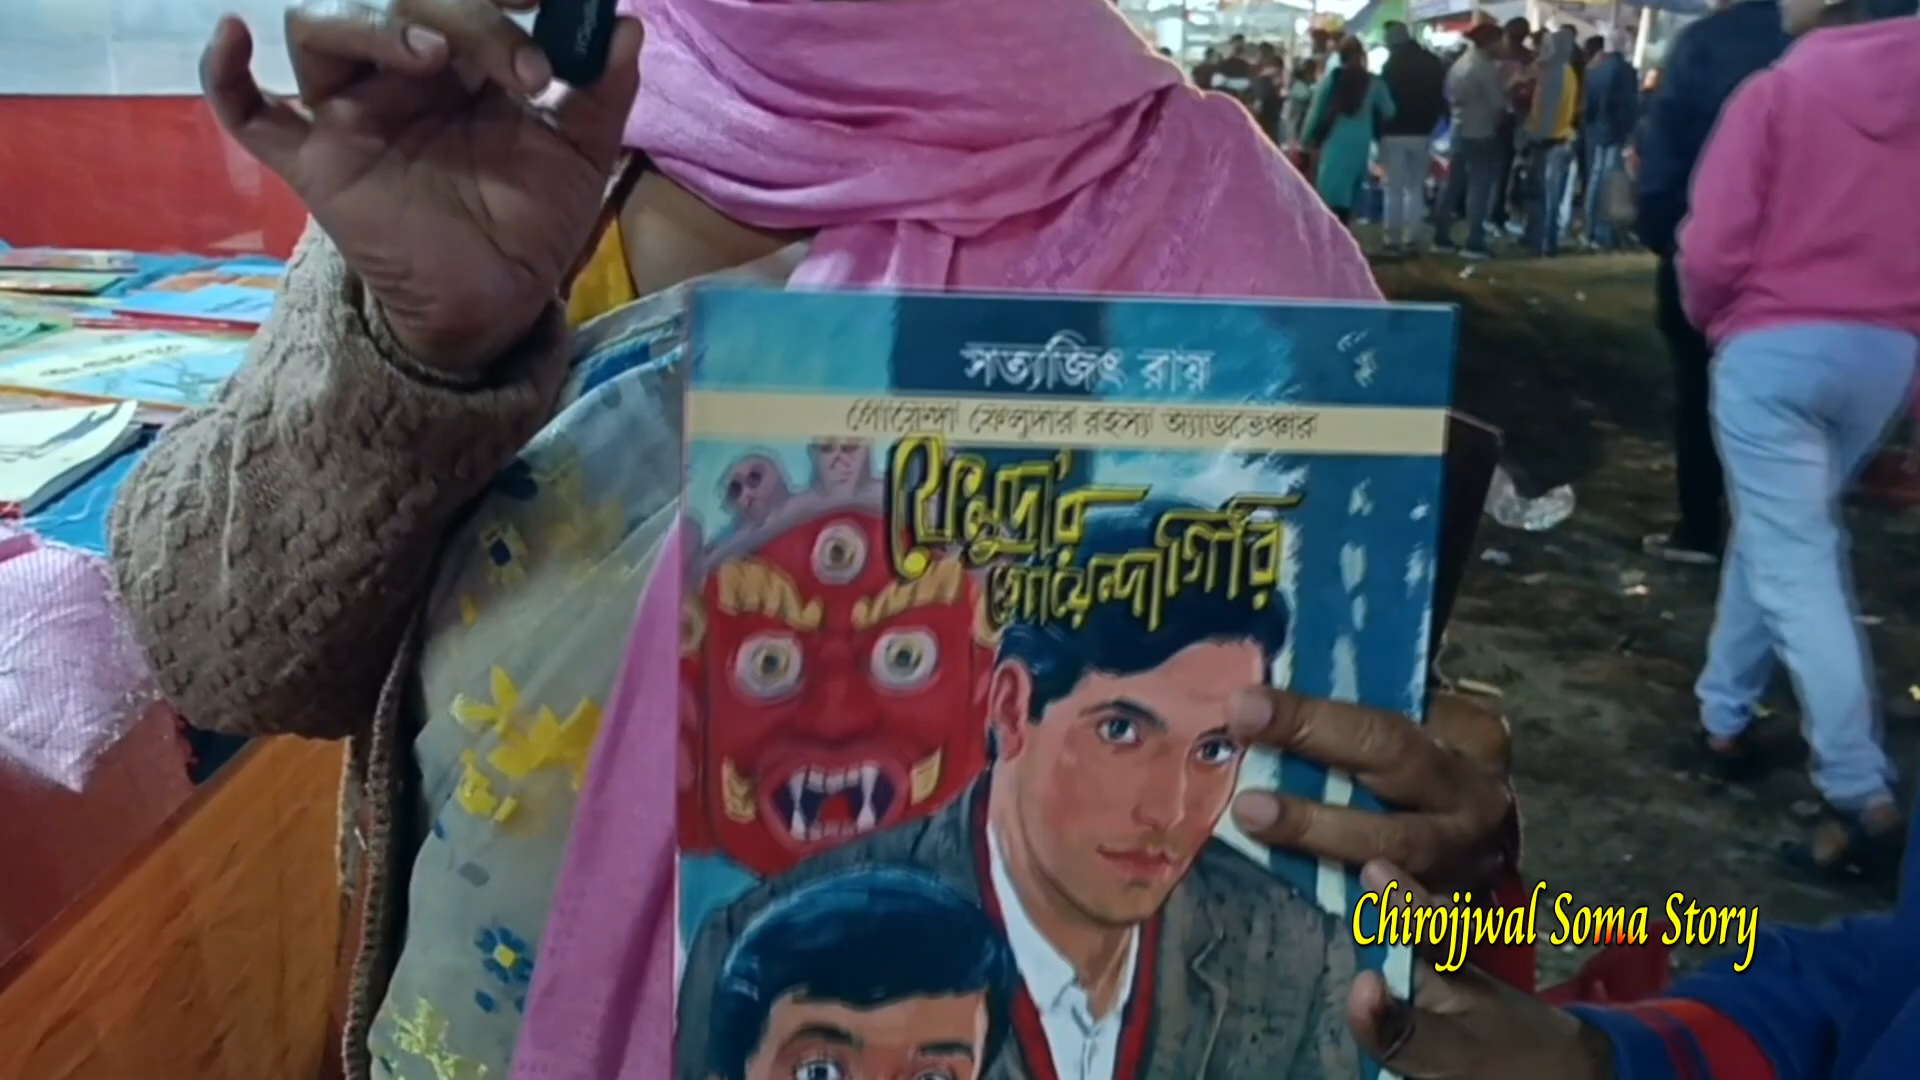 সত্যজিৎ রায়
গোয়েন্দা ফেলুদার রহস্য অ্যাডভেঞ্চার
ফেলুদা'র
গোয়েন্দাগিরি
Chirojjwal Soma Story